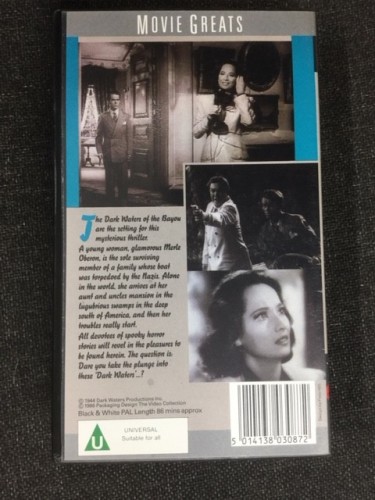 MOVIE GREATS
The Dark Waters of the Bayou
are the setting for this
mysterious thriller.
A young woman, glamorous Merle
Oberon, is the sole surviving
member of a family whose boat
was torpedoed by the Nazis. Alone
in the world, she arrives at her
aunt and uncles mansion in the
lugubrious swamps in the deep
south of America, and then her
troubles really start.
All devotees of spooky horror
stories will revel in the pleasures to
be found herein. The question is
Dare you take the plunge into
these 'Dark Waters'...?
© 1944 Dark Waters Productions Inc.
© 1986 Packaging Design The Video Collection
Black & White PAL Length 86 mins approx
U
UNIVERSAL
Suitable for all
5 014138 030872